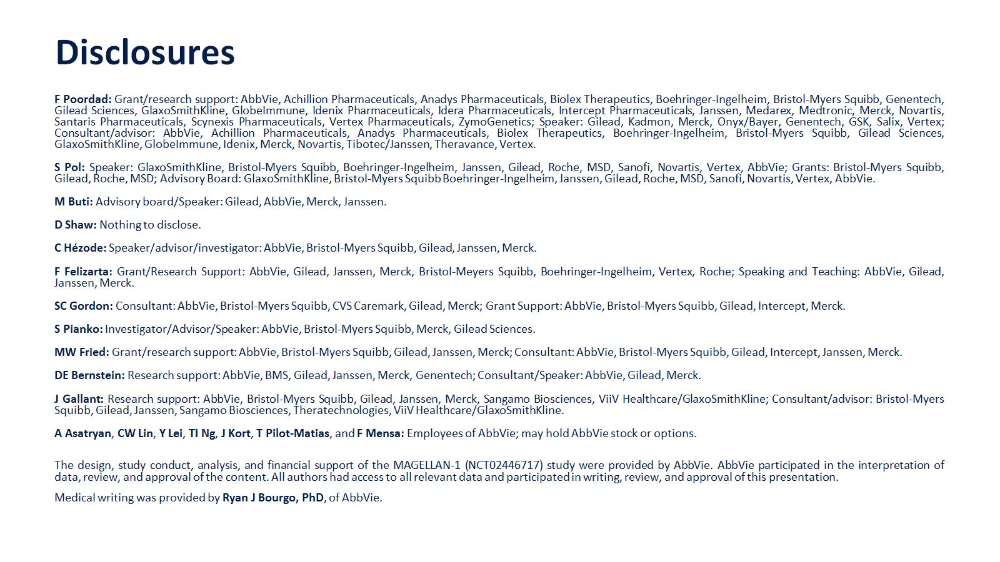 Disclosures
F Poordad: Grant/research support: AbbVie, Achillion Pharmaceuticals, Anadys Pharmaceuticals, Biolex Therapeutics, Boehringer-Ingelheim, Bristol-Myers Squibb, Genentech,
Gilead Sciences, GlaxoSmithKline, GlobeImmune, Idenix Pharmaceuticals, Idera Pharmaceuticals, Intercept Pharmaceuticals, Janssen, Medarex, Medtronic, Merck, Novartis,
Santaris Pharmaceuticals, Scynexis Pharmaceuticals, Vertex Pharmaceuticals, ZymoGenetics; Speaker: Gilead, Kadmon, Merck, Onyx/Bayer, Genentech, GSK, Salix, Vertex;
Consultant/advisor: AbbVie, Achillion Pharmaceuticals, Anadys Pharmaceuticals, Biolex Therapeutics, Boehringer-Ingelheim, Bristol-Myers Squibb, Gilead Sciences,
GlaxoSmithKline, GlobeImmune, Idenix, Merck, Novartis, Tibotec/Janssen, Theravance, Vertex.
S Pol: Speaker: GlaxoSmithKline, Bristol-Myers Squibb, Boehringer-Ingelheim, Janssen, Gilead, Roche, MSD, Sanofi, Novartis, Vertex, AbbVie; Grants: Bristol-Myers Squibb,
Gilead, Roche, MSD; Advisory Board: GlaxoSmithKline, Bristol-Myers Squibb Boehringer-Ingelheim, Janssen, Gilead, Roche, MSD, Sanofi, Novartis, Vertex, AbbVie.
M Buti: Advisory board/Speaker: Gilead, AbbVie, Merck, Janssen.
D Shaw: Nothing to disclose.
C Hézode: Speaker/advisor/investigator: AbbVie, Bristol-Myers Squibb, Gilead, Janssen, Merck.
F Felizarta: Grant/Research Support: AbbVie, Gilead, Janssen, Merck, Bristol-Meyers Squibb, Boehringer-Ingelheim, Vertex, Roche; Speaking and Teaching: AbbVie, Gilead,
Janssen, Merck.
SC Gordon: Consultant: AbbVie, Bristol-Myers Squibb, CVS Caremark, Gilead, Merck; Grant Support: AbbVie, Bristol-Myers Squibb, Gilead, Intercept, Merck.
S Pianko: Investigator/Advisor/Speaker: AbbVie, Bristol-Myers Squibb, Merck, Gilead Sciences.
MW Fried: Grant/research support: AbbVie, Bristol-Myers Squibb, Gilead, Janssen, Merck; Consultant: AbbVie, Bristol-Myers Squibb, Gilead, Intercept, Janssen, Merck.
DE Bernstein: Research support: AbbVie, BMS, Gilead, Janssen, Merck, Genentech; Consultant/Speaker: AbbVie, Gilead, Merck.
J Gallant: Research support: AbbVie, Bristol-Myers Squibb, Gilead, Janssen, Merck, Sangamo Biosciences, ViiV Healthcare/GlaxoSmithKline; Consultant/advisor: Bristol-Myers
Squibb, Gilead, Janssen, Sangamo Biosciences, Theratechnologies, ViiV Healthcare/GlaxoSmithKline.
A Asatryan, CW Lin, Y Lei, TI Ng, J Kort, T Pilot-Matias, and F Mensa: Employees of AbbVie; may hold AbbVie stock or options.
The design, study conduct, analysis, and financial support of the MAGELLAN-1 (NCT02446717) study were provided by AbbVie. AbbVie participated in the interpretation of
data, review, and approval of the content. All authors had access to all relevant data and participated in writing, review, and approval of this presentation.
Medical writing was provided by Ryan J Bourgo, PhD, of AbbVie.